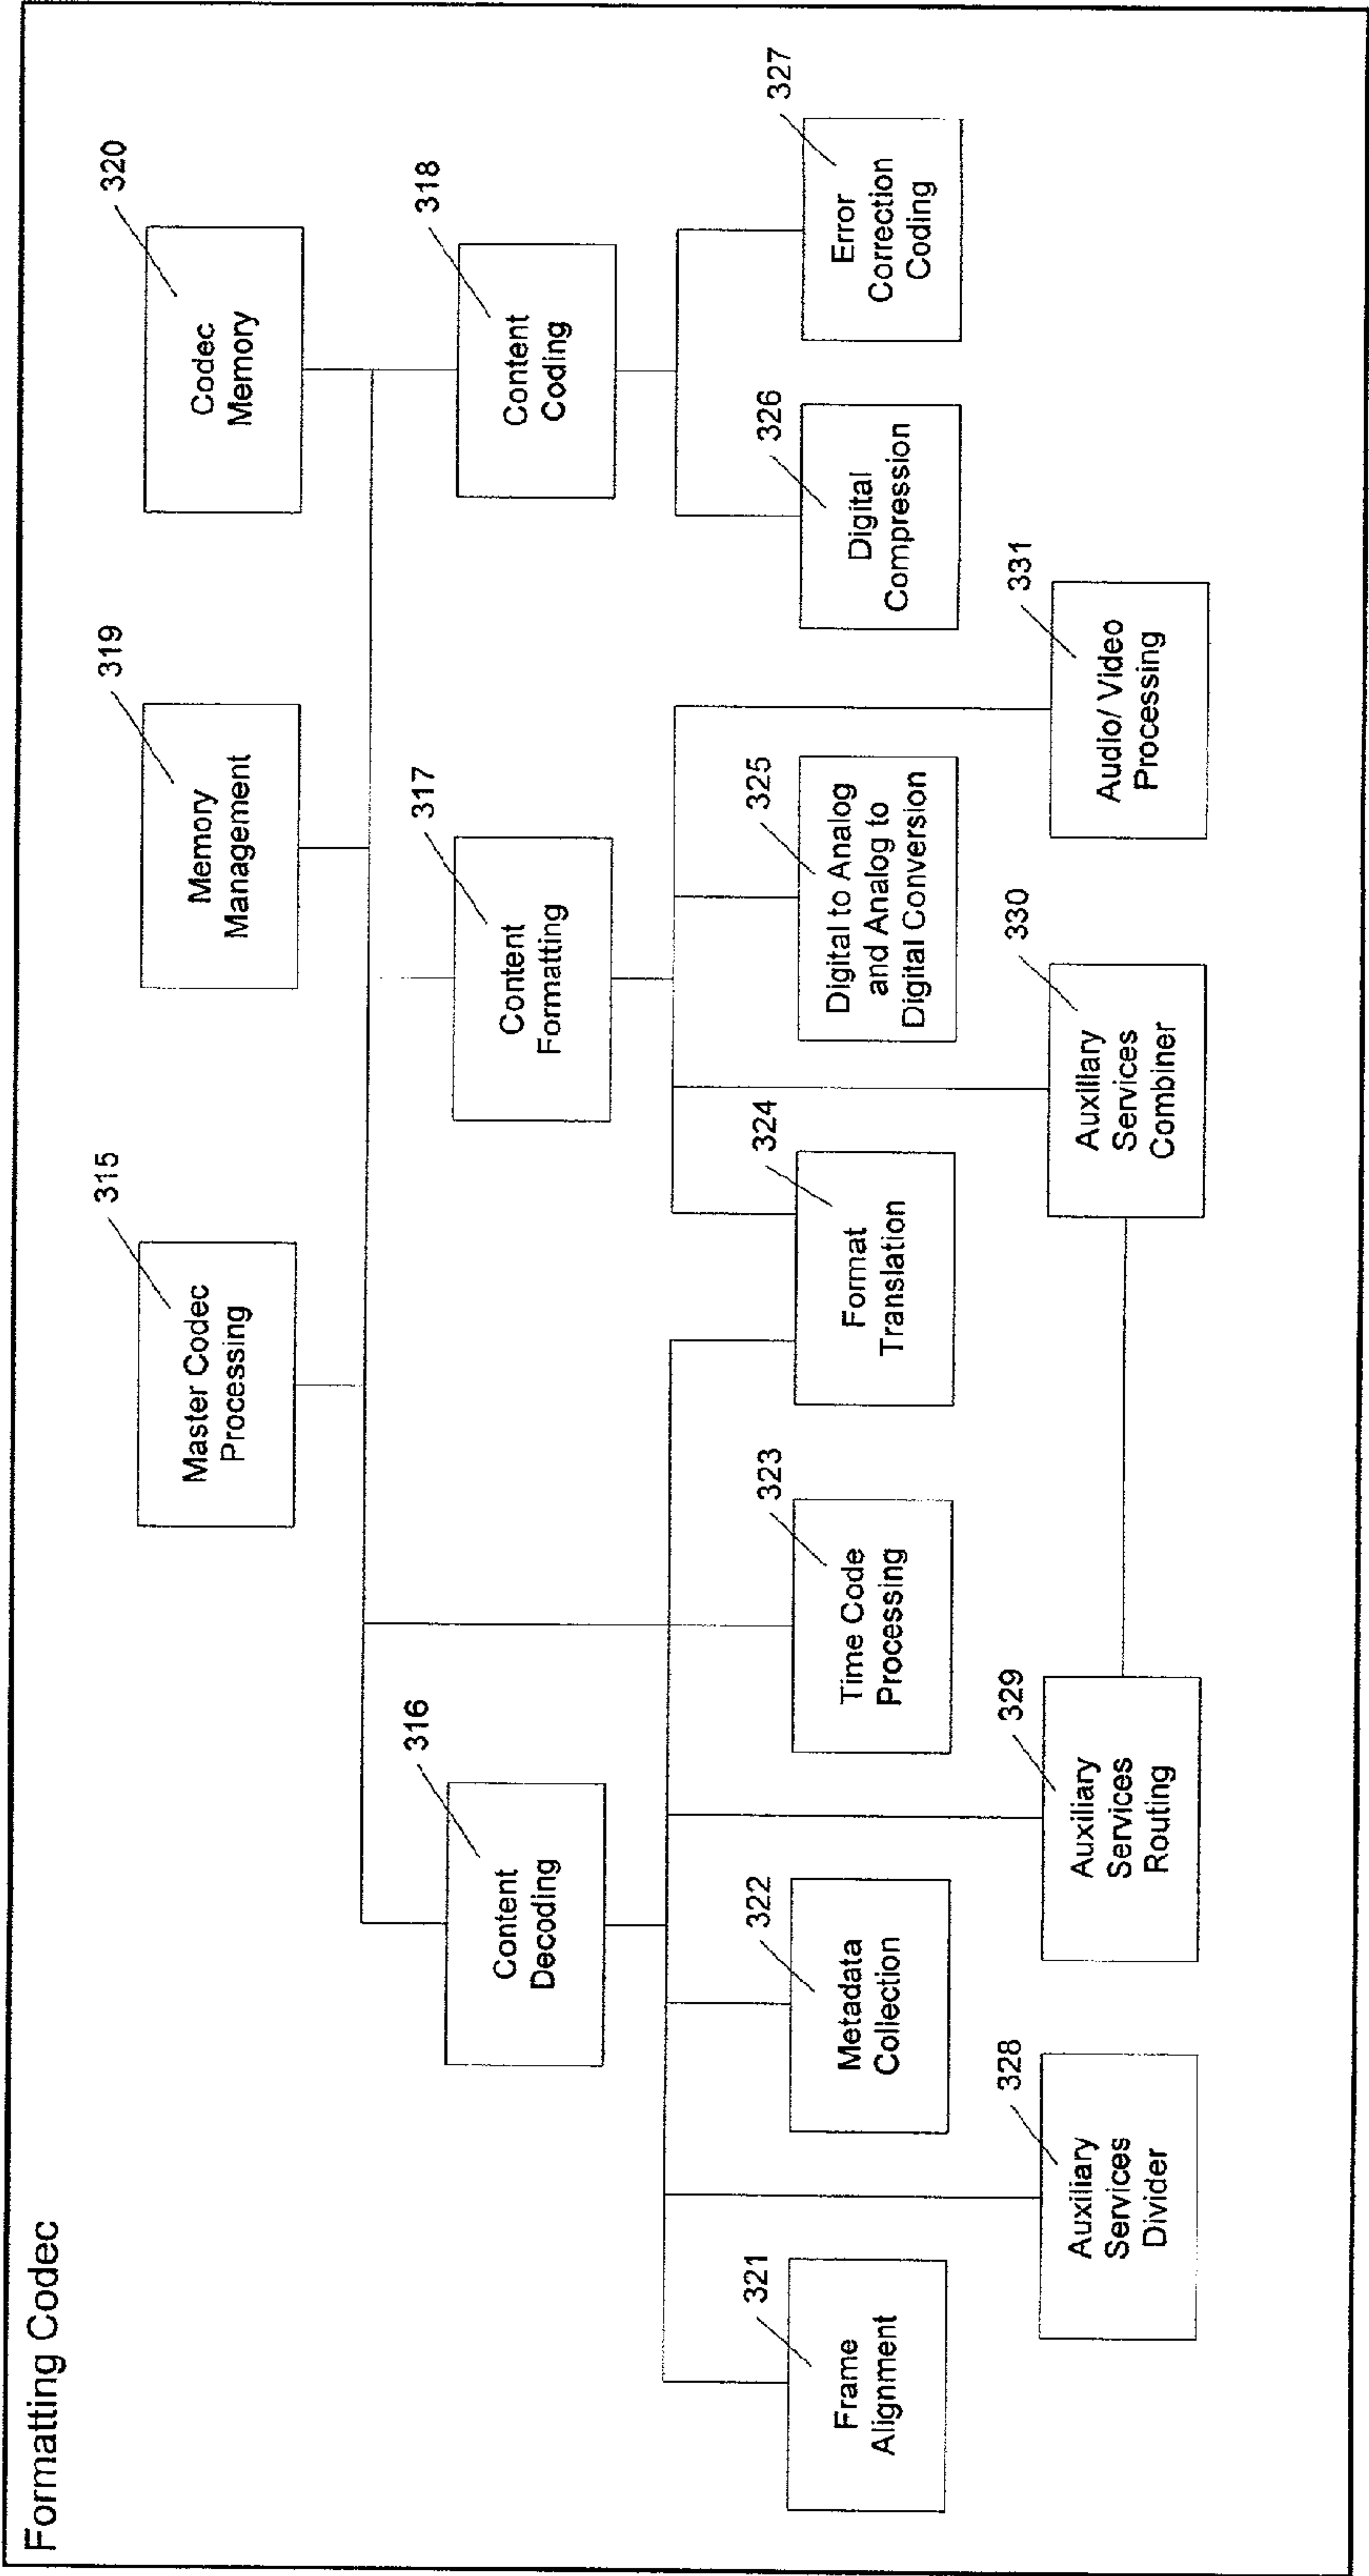 Formatting Codec
315
Master Codec
Processing
319
Memory
Management
320
Codec
Memory
316
Content
Decoding
317
Content
Formatting
318
Content
Coding
321
Frame
Alignment
322
Metadata
Collection
323
Time Code
Processing
324
Format
Translation
325
Digital to Analog
and Analog to
Digital Conversion
326
Digital
Compression
327
Error
Correction
Coding
328
Auxiliary
Services
Divider
329
Auxiliary
Services
Routing
330
Auxiliary
Services
Combiner
331
Audio/ Video
Processing